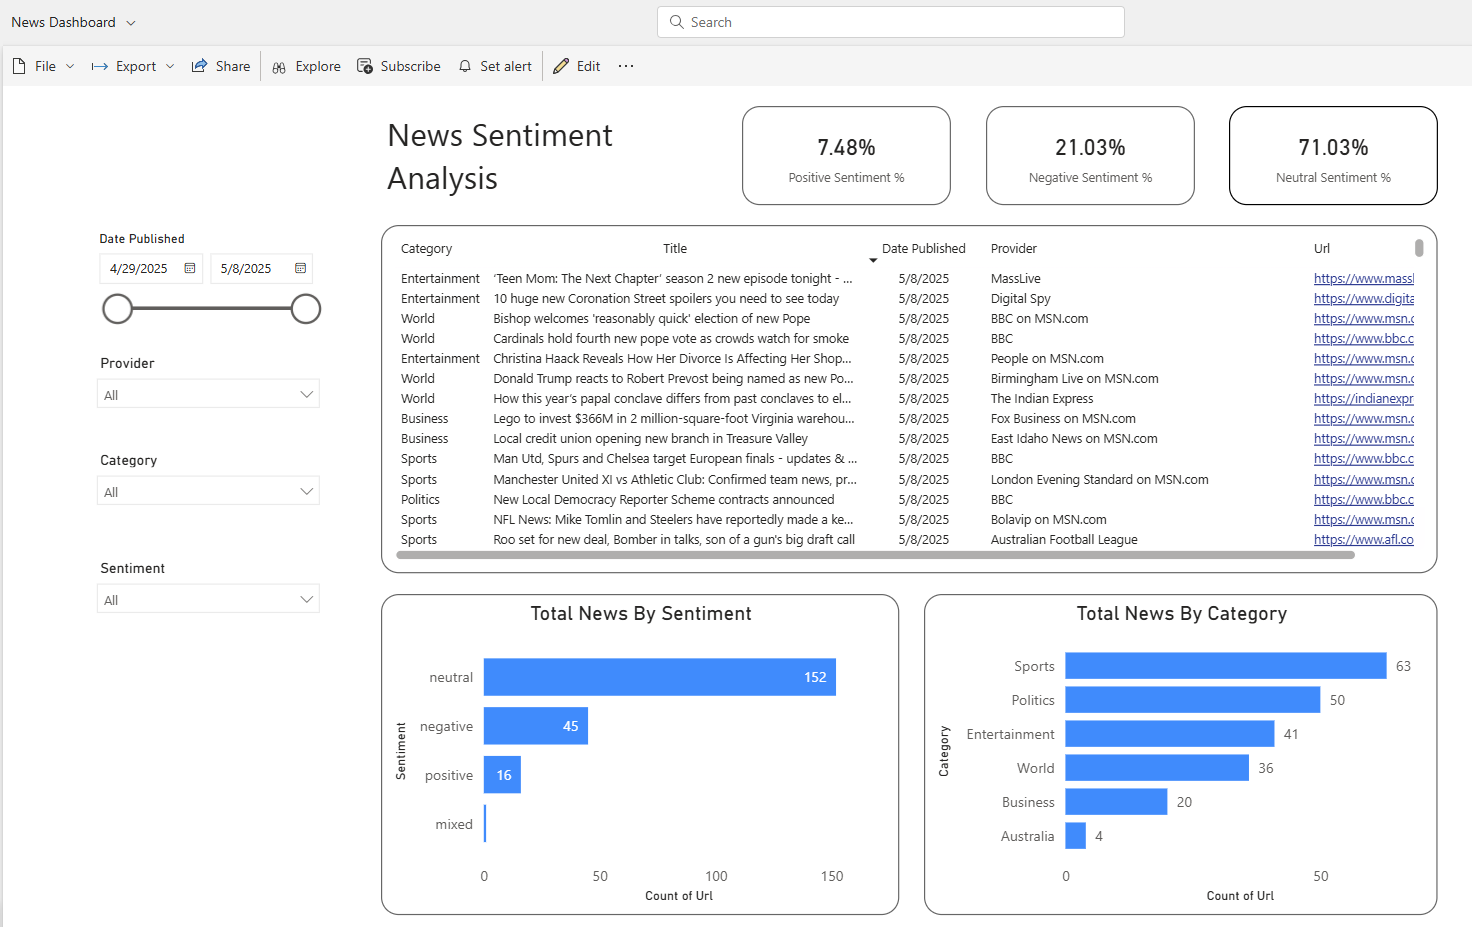 News Dashboard
Search
File Export Share Explore Subscribe Set alert Edit ...
News Sentiment
Analysis
7.48%
Positive Sentiment %
21.03%
Negative Sentiment %
71.03%
Neutral Sentiment %
Date Published
4/29/2025 5/8/2025
Provider
All
Category
All
Sentiment
All
Category Title Date Published Provider Url
Entertainment ‘Teen Mom: The Next Chapter’ season 2 new episode tonight - ... 5/8/2025 MassLive https://www.massl
Entertainment 10 huge new Coronation Street spoilers you need to see today 5/8/2025 Digital Spy https://www.digita
World Bishop welcomes 'reasonably quick' election of new Pope 5/8/2025 BBC on MSN.com https://www.msn.c
World Cardinals hold fourth new pope vote as crowds watch for smoke 5/8/2025 BBC https://www.bbc.c
Entertainment Christina Haack Reveals How Her Divorce Is Affecting Her Shop... 5/8/2025 People on MSN.com https://www.msn.c
World Donald Trump reacts to Robert Prevost being named as new Po... 5/8/2025 Birmingham Live on MSN.com https://www.msn.c
World How this year’s papal conclave differs from past conclaves to el... 5/8/2025 The Indian Express https://indianexpr
Business Lego to invest $366M in 2 million-square-foot Virginia warehou... 5/8/2025 Fox Business on MSN.com https://www.msn.c
Business Local credit union opening new branch in Treasure Valley 5/8/2025 East Idaho News on MSN.com https://www.msn.c
Sports Man Utd, Spurs and Chelsea target European finals - updates & ... 5/8/2025 BBC https://www.bbc.c
Sports Manchester United XI vs Athletic Club: Confirmed team news, pr... 5/8/2025 London Evening Standard on MSN.com https://www.msn.c
Politics New Local Democracy Reporter Scheme contracts announced 5/8/2025 BBC https://www.bbc.c
Sports NFL News: Mike Tomlin and Steelers have reportedly made a ke... 5/8/2025 Bolavip on MSN.com https://www.msn.c
Sports Roo set for new deal, Bomber in talks, son of a gun's big draft call 5/8/2025 Australian Football League https://www.afl.co
Total News By Sentiment
Sentiment
neutral 152
negative 45
positive 16
mixed
0 50 100 150
Count of Url
Total News By Category
Category
Sports 63
Politics 50
Entertainment 41
World 36
Business 20
Australia 4
0 50
Count of Url